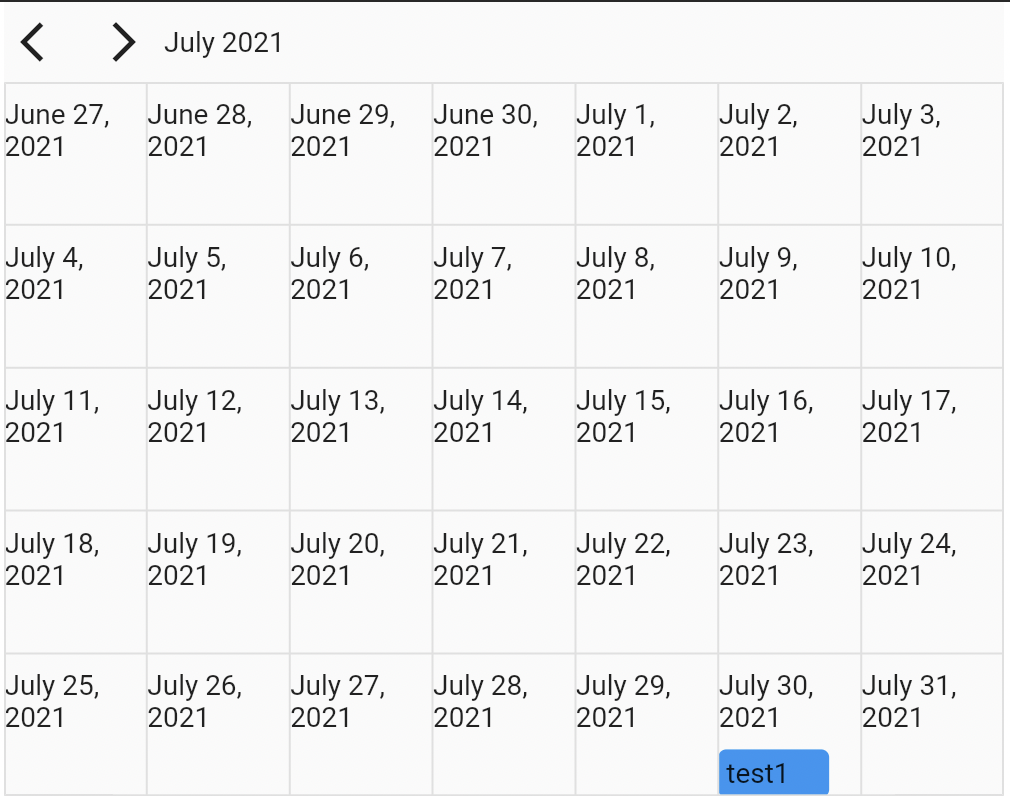 July 2021
June 27,
2021
June 28,
2021
June 29,
2021
June 30,
2021
July 1,
2021
July 2,
2021
July 3,
2021
July 4,
2021
July 5,
2021
July 6,
2021
July 7,
2021
July 8,
2021
July 9,
2021
July 10,
2021
July 11,
2021
July 12,
2021
July 13,
2021
July 14,
2021
July 15,
2021
July 16,
2021
July 17,
2021
July 18,
2021
July 19,
2021
July 20,
2021
July 21,
2021
July 22,
2021
July 23,
2021
July 24,
2021
July 25,
2021
July 26,
2021
July 27,
2021
July 28,
2021
July 29,
2021
July 30,
2021
test1
July 31,
2021